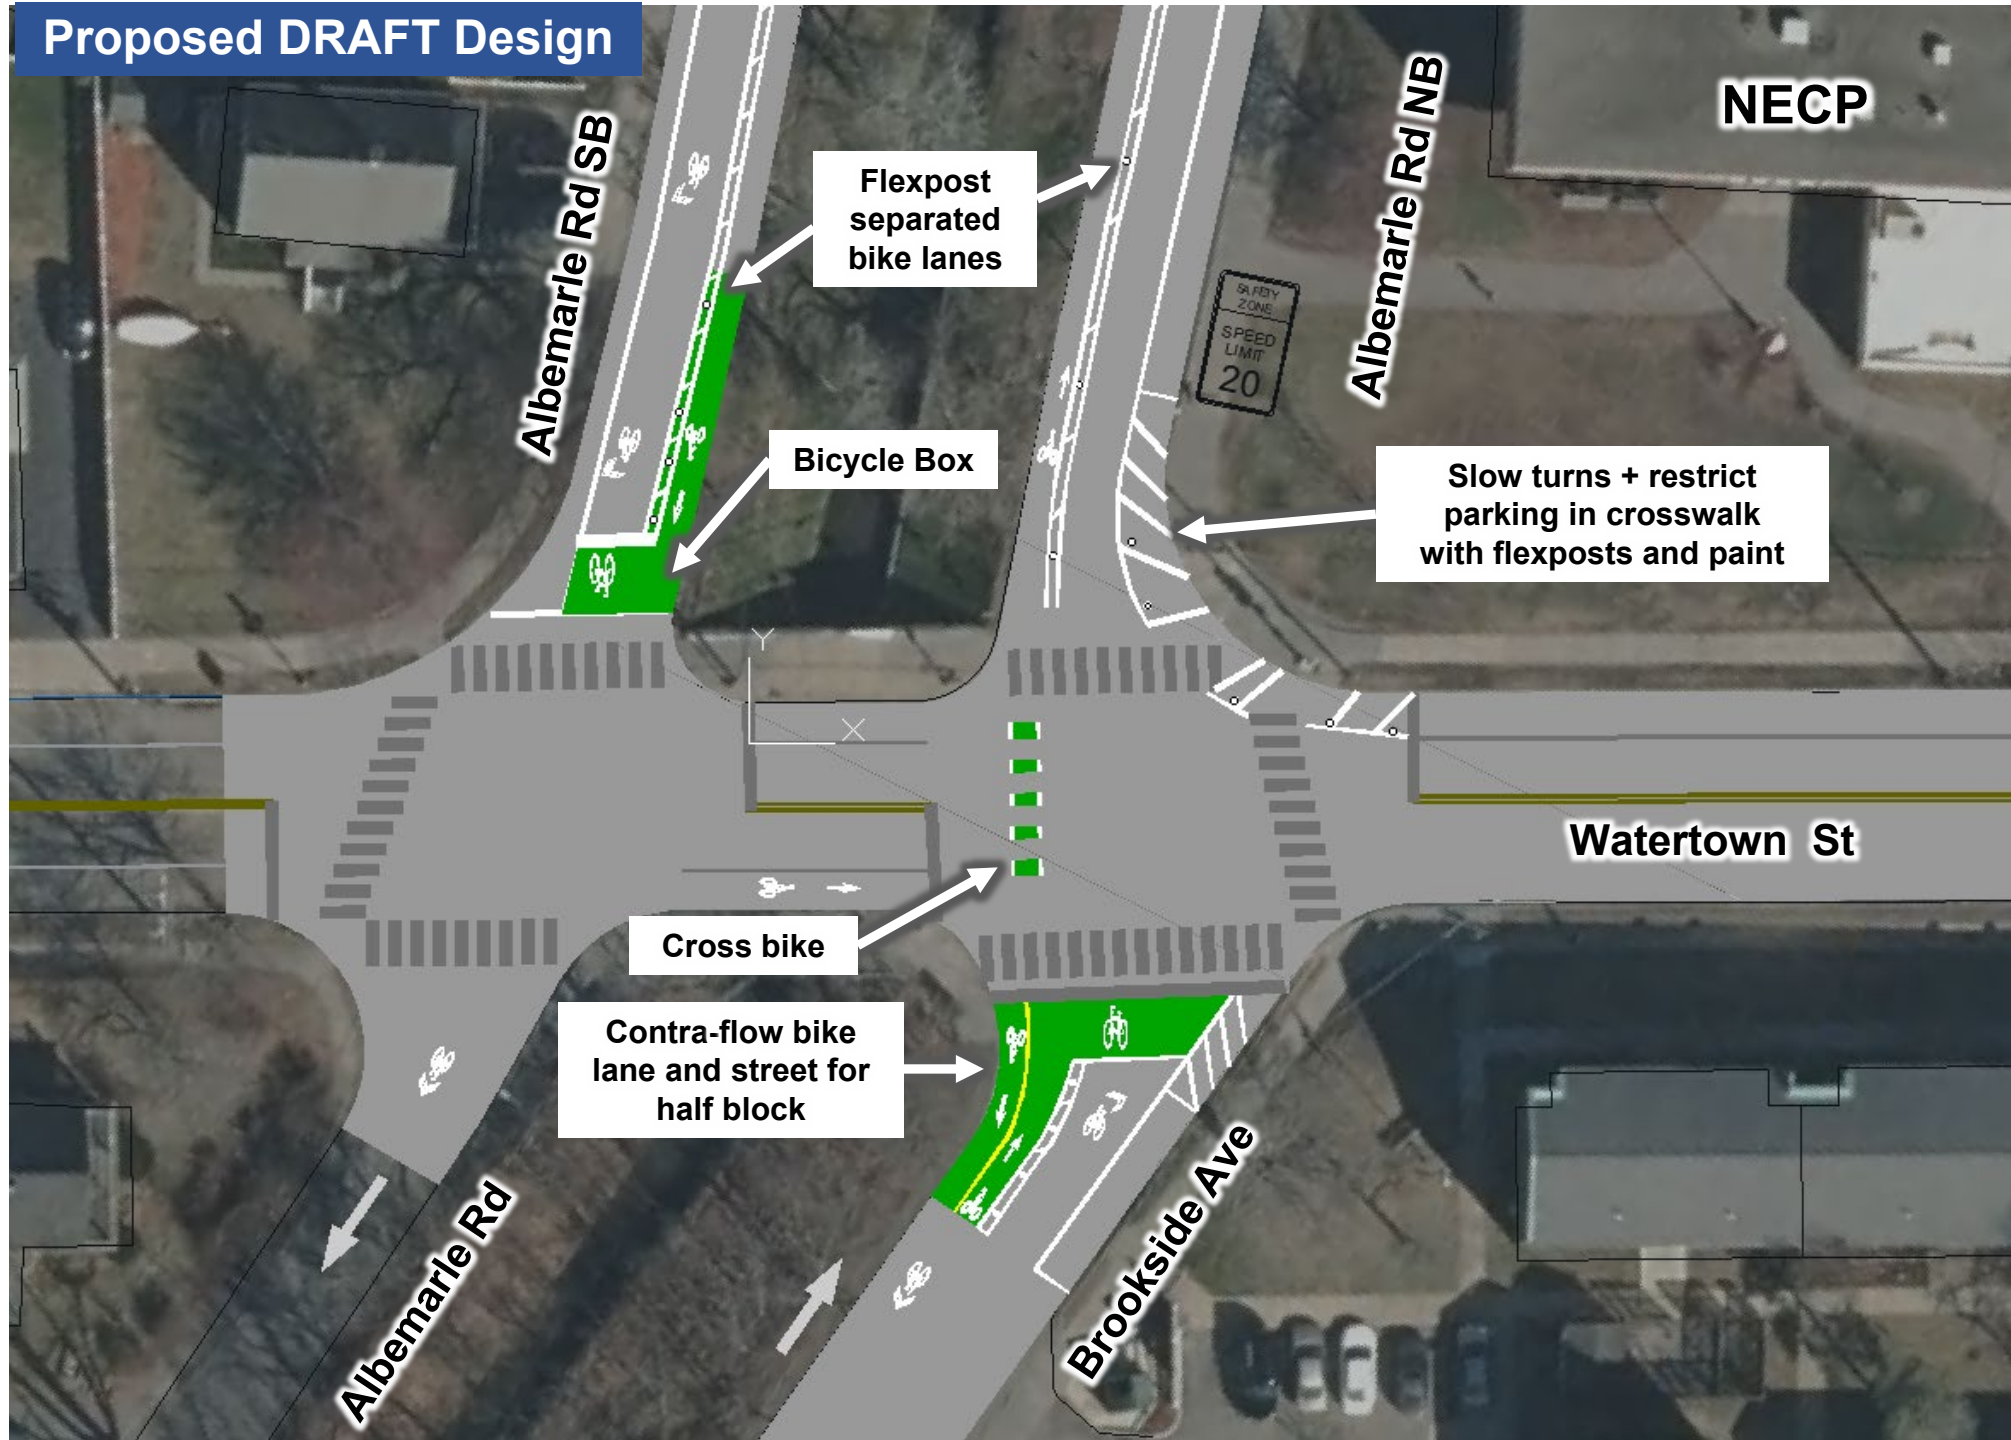 Proposed DRAFT Design
Albemarle Rd SB
Flexpost
separated
bike lanes
Albemarle Rd NB
NECP
SAFETY
ZONE
SPEED
LIMIT
20
Bicycle Box
Slow turns + restrict
parking in crosswalk
with flexposts and paint
Y
X
Watertown St
Cross bike
Contra-flow bike
lane and street for
half block
Albemarle Rd
Brookside Ave